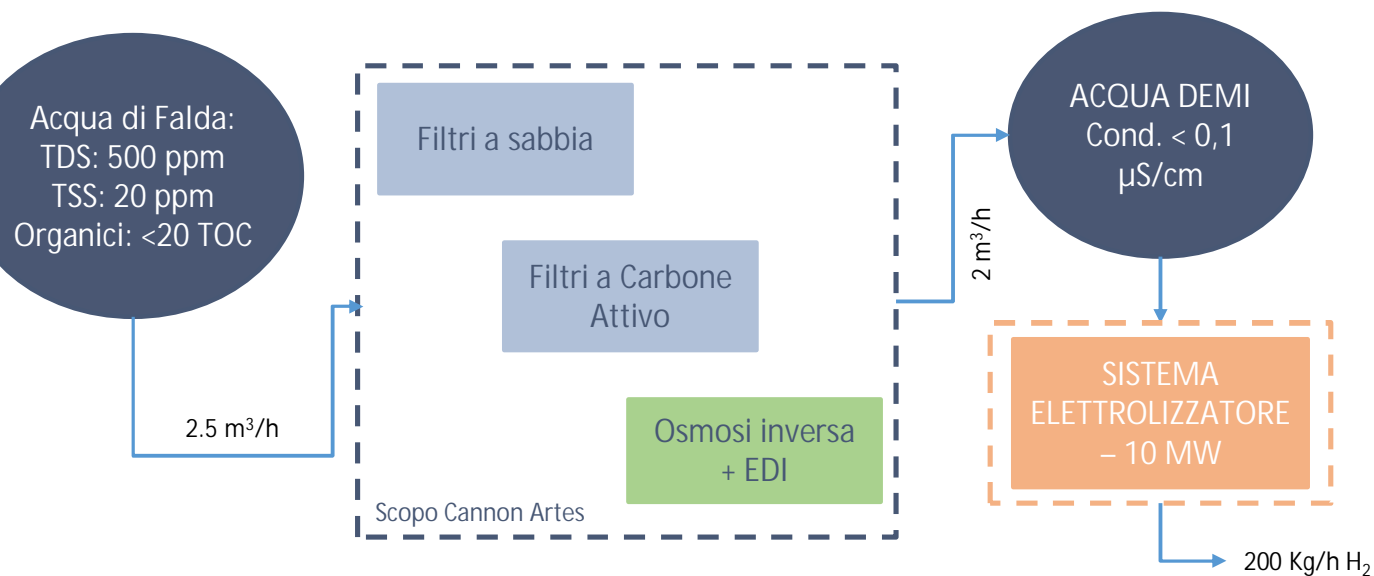 Acqua di Falda:
TDS: 500 ppm
TSS: 20 ppm
Organici: <20 TOC
2.5 m³/h
Filtri a sabbia
Filtri a Carbone
Attivo
Osmosi inversa
+ EDI
Scopo Cannon Artes
2 m³/h
ACQUA DEMI
Cond. < 0,1
µS/cm
SISTEMA
ELETTROLIZZATORE
– 10 MW
200 Kg/h H₂